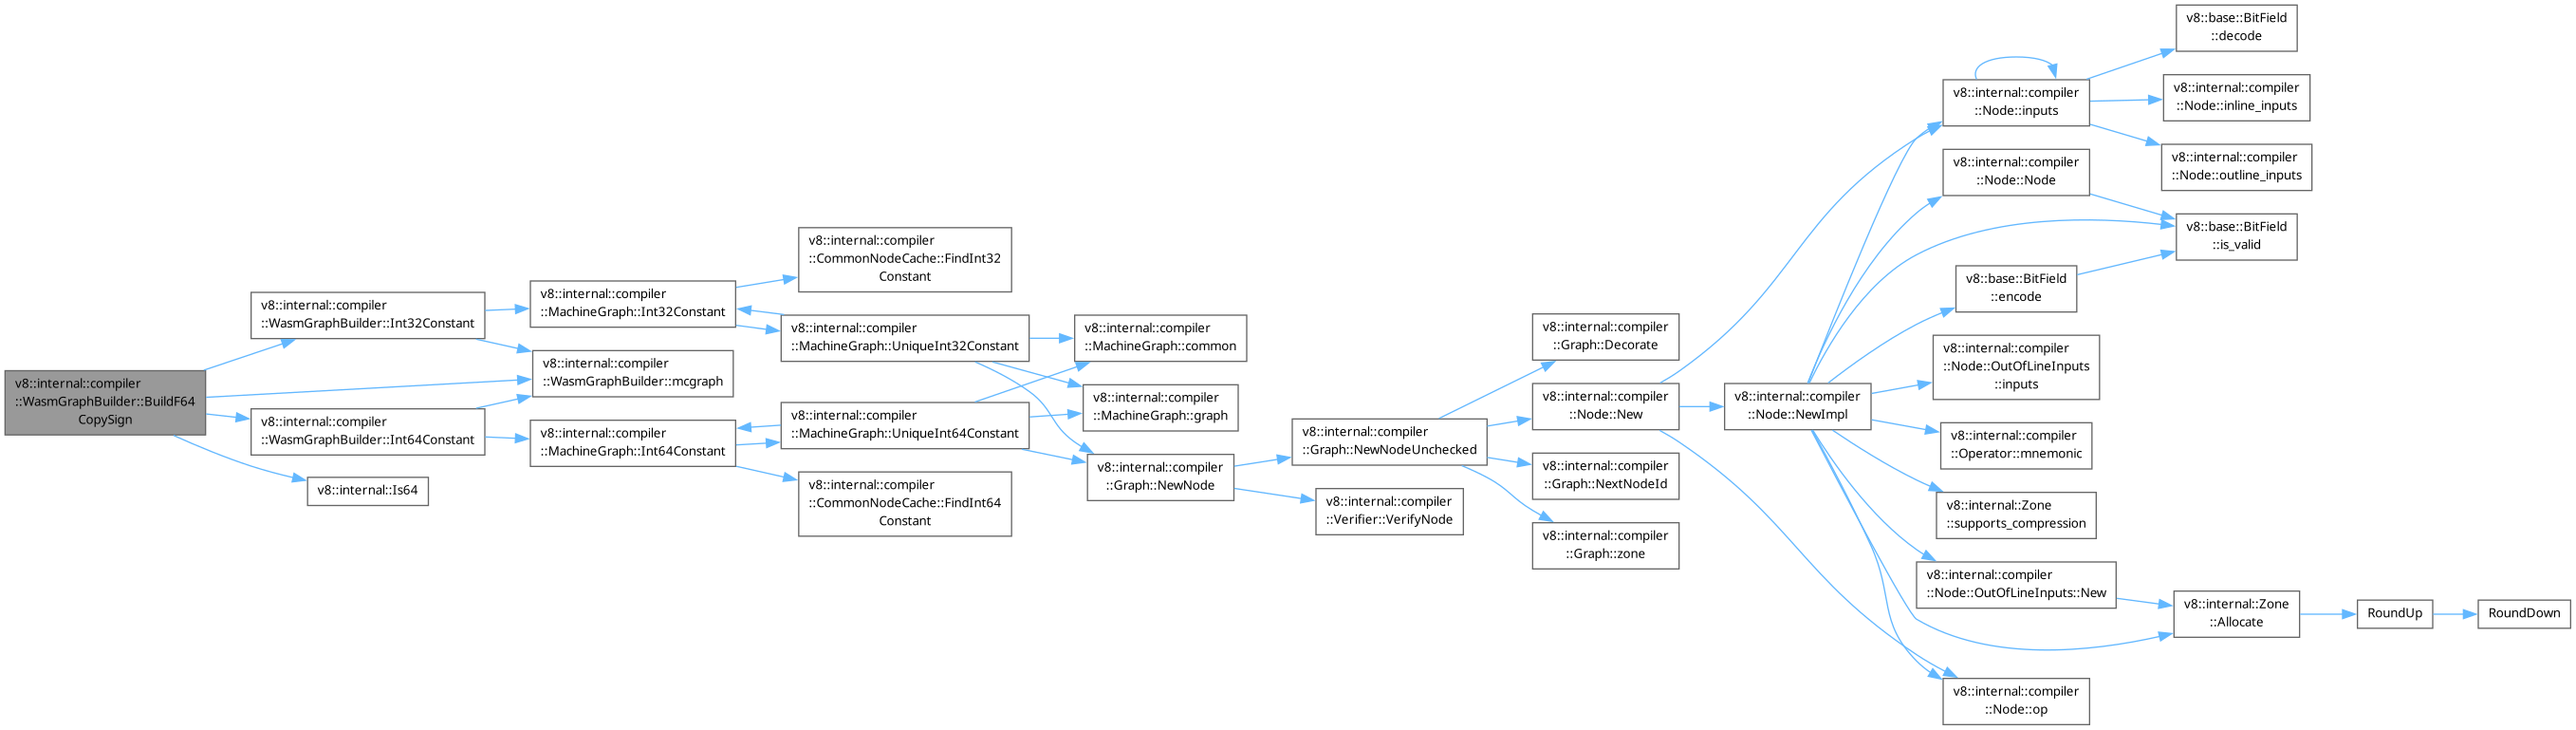 v8::internal::compiler
::WasmGraphBuilder::BuildF64
CopySign
v8::internal::compiler
::WasmGraphBuilder::Int32Constant
v8::internal::compiler
::WasmGraphBuilder::Int64Constant
v8::internal::Is64
v8::internal::compiler
::MachineGraph::Int32Constant
v8::internal::compiler
::WasmGraphBuilder::mcgraph
v8::internal::compiler
::MachineGraph::Int64Constant
v8::internal::compiler
::CommonNodeCache::FindInt32
Constant
v8::internal::compiler
::MachineGraph::UniqueInt32Constant
v8::internal::compiler
::MachineGraph::UniqueInt64Constant
v8::internal::compiler
::CommonNodeCache::FindInt64
Constant
v8::internal::compiler
::MachineGraph::common
v8::internal::compiler
::MachineGraph::graph
v8::internal::compiler
::Graph::NewNode
v8::internal::compiler
::Graph::NewNodeUnchecked
v8::internal::compiler
::Verifier::VerifyNode
v8::internal::compiler
::Graph::Decorate
v8::internal::compiler
::Node::New
v8::internal::compiler
::Graph::NextNodeId
v8::internal::compiler
::Graph::zone
v8::internal::compiler
::Node::NewImpl
v8::internal::compiler
::Node::inputs
v8::internal::compiler
::Node::Node
v8::base::BitField
::encode
v8::internal::compiler
::Node::OutOfLineInputs
::inputs
v8::internal::compiler
::Operator::mnemonic
v8::internal::Zone
::supports_compression
v8::internal::compiler
::Node::OutOfLineInputs::New
v8::internal::compiler
::Node::op
v8::base::BitField
::decode
v8::internal::compiler
::Node::inline_inputs
v8::internal::compiler
::Node::outline_inputs
v8::base::BitField
::is_valid
v8::internal::Zone
::Allocate
RoundUp
RoundDown